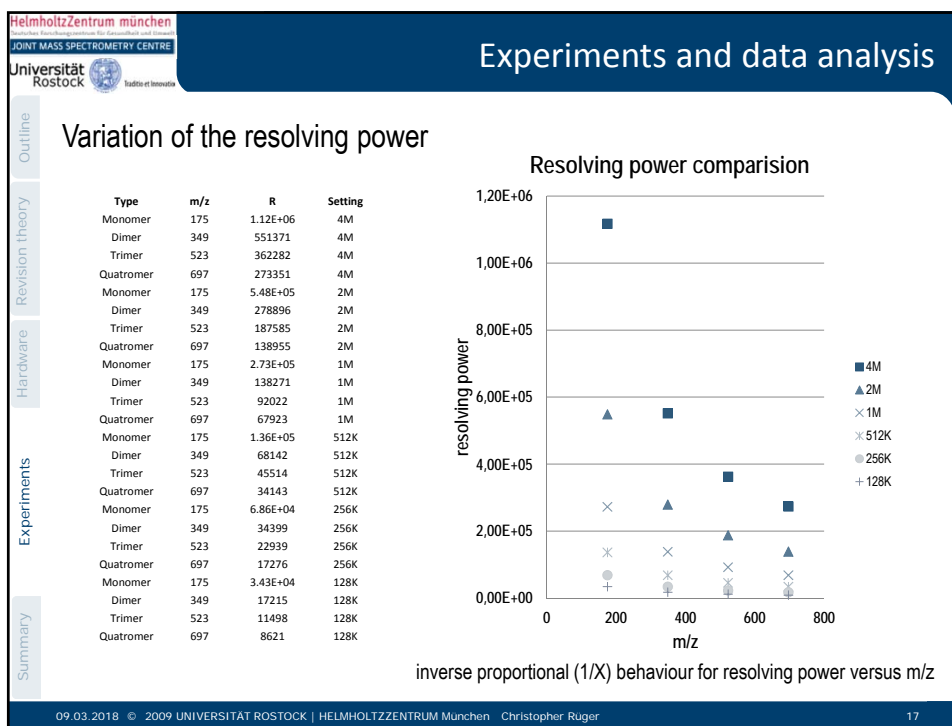 HelmholtzZentrum münchen
Deutsches Forschungszentrum für Gesundheit und Umwelt
JOINT MASS SPECTROMETRY CENTRE
Universität
Rostock
Traditio et Innovatio
Experiments and data analysis
Outline
Revision theory
Hardware
Experiments
Summary
Variation of the resolving power
Type m/z R Setting
Monomer 175 1.12E+06 4M
Dimer 349 551371 4M
Trimer 523 362282 4M
Quatromer 697 273351 4M
Monomer 175 5.48E+05 2M
Dimer 349 278896 2M
Trimer 523 187585 2M
Quatromer 697 138955 2M
Monomer 175 2.73E+05 1M
Dimer 349 138271 1M
Trimer 523 92022 1M
Quatromer 697 67923 1M
Monomer 175 1.36E+05 512K
Dimer 349 68142 512K
Trimer 523 45514 512K
Quatromer 697 34143 512K
Monomer 175 6.86E+04 256K
Dimer 349 34399 256K
Trimer 523 22939 256K
Quatromer 697 17276 256K
Monomer 175 3.43E+04 128K
Dimer 349 17215 128K
Trimer 523 11498 128K
Quatromer 697 8621 128K
Resolving power comparision
1,20E+06
1,00E+06
8,00E+05
6,00E+05
4,00E+05
2,00E+05
0,00E+00
resolving power
0 200 400 600 800
m/z
4M
2M
1M
512K
256K
128K
inverse proportional (1/X) behaviour for resolving power versus m/z
09.03.2018 © 2009 UNIVERSITÄT ROSTOCK | HELMHOLTZZENTRUM München Christopher Rüger 17